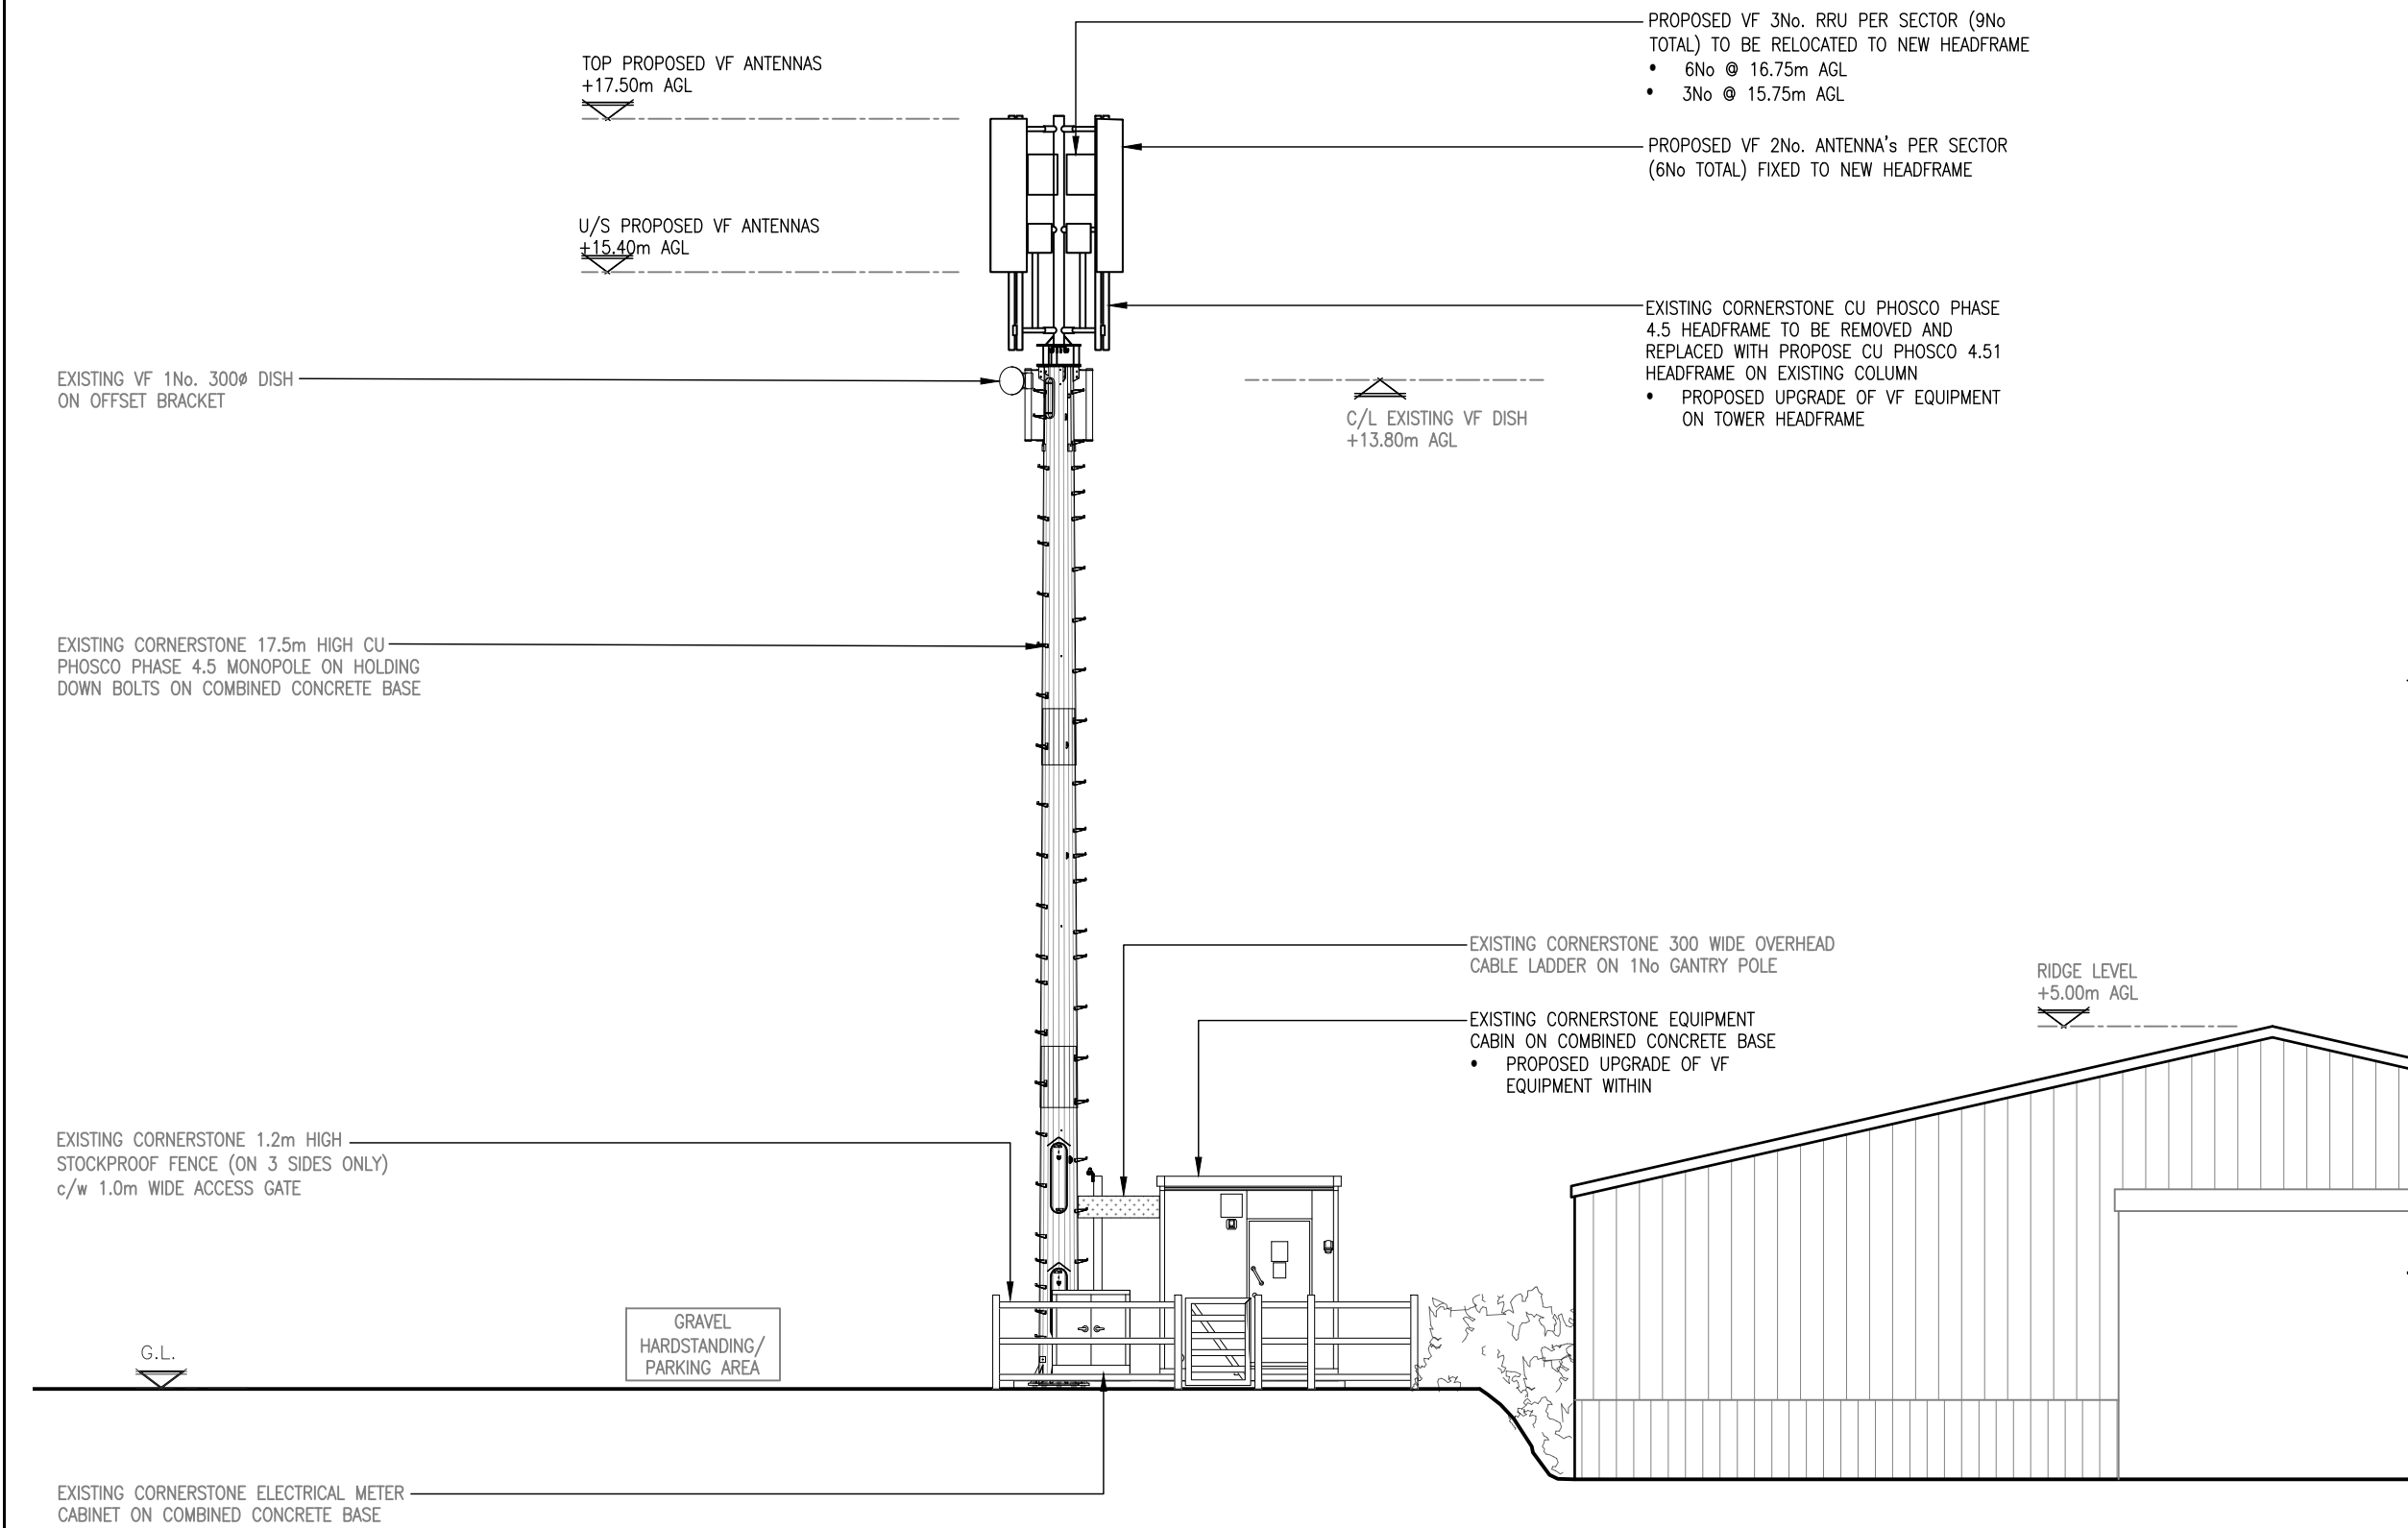 PROPOSED VF 3No. RRU PER SECTOR (9No
TOTAL) TO BE RELOCATED TO NEW HEADFRAME
• 6No @ 16.75m AGL
• 3No @ 15.75m AGL
TOP PROPOSED VF ANTENNAS
+17.50m AGL
PROPOSED VF 2No. ANTENNA's PER SECTOR
(6No TOTAL) FIXED TO NEW HEADFRAME
U/S PROPOSED VF ANTENNAS
+15.40m AGL
EXISTING CORNERSTONE CU PHOSCO PHASE
4.5 HEADFRAME TO BE REMOVED AND
REPLACED WITH PROPOSE CU PHOSCO 4.51
HEADFRAME ON EXISTING COLUMN
• PROPOSED UPGRADE OF VF EQUIPMENT
ON TOWER HEADFRAME
EXISTING VF 1No. 300ø DISH
ON OFFSET BRACKET
C/L EXISTING VF DISH
+13.80m AGL
EXISTING CORNERSTONE 17.5m HIGH CU
PHOSCO PHASE 4.5 MONOPOLE ON HOLDING
DOWN BOLTS ON COMBINED CONCRETE BASE
EXISTING CORNERSTONE 300 WIDE OVERHEAD
CABLE LADDER ON 1No GANTRY POLE
RIDGE LEVEL
+5.00m AGL
EXISTING CORNERSTONE EQUIPMENT
CABIN ON COMBINED CONCRETE BASE
• PROPOSED UPGRADE OF VF
EQUIPMENT WITHIN
EXISTING CORNERSTONE 1.2m HIGH
STOCKPROOF FENCE (ON 3 SIDES ONLY)
c/w 1.0m WIDE ACCESS GATE
GRAVEL
HARDSTANDING/
PARKING AREA
G.L.
EXISTING CORNERSTONE ELECTRICAL METER
CABINET ON COMBINED CONCRETE BASE